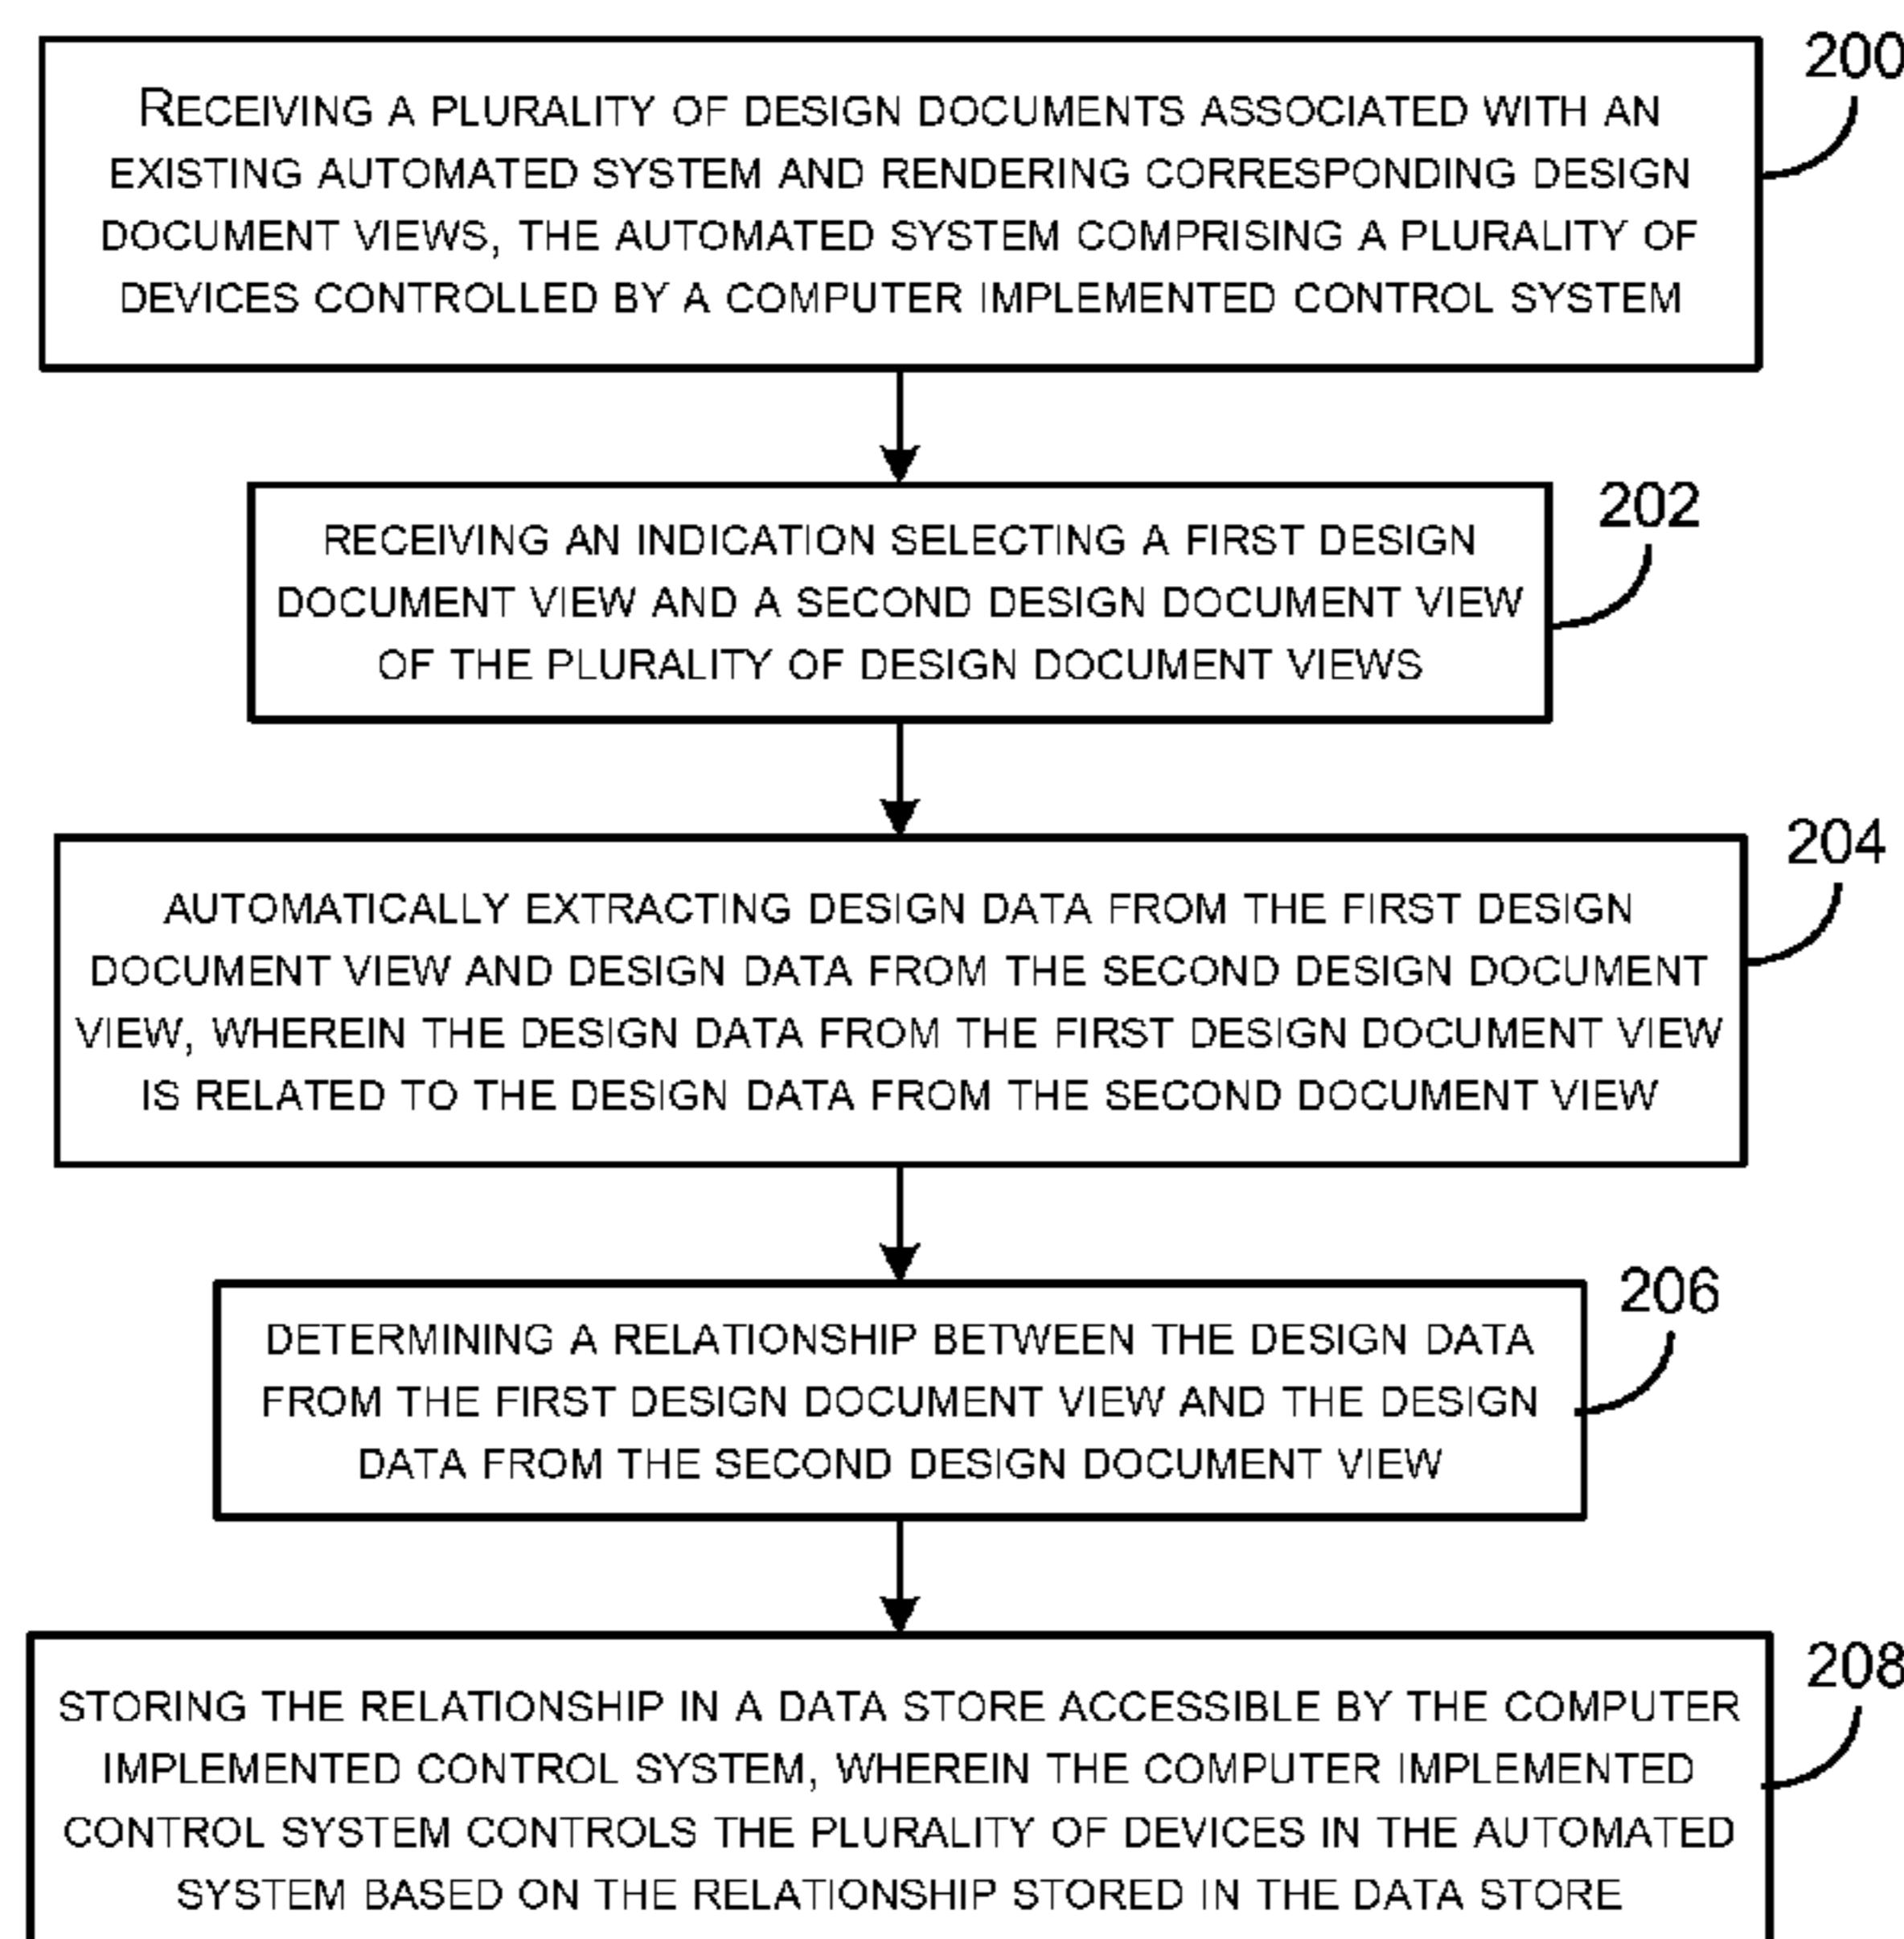 200
RECEIVING A PLURALITY OF DESIGN DOCUMENTS ASSOCIATED WITH AN
EXISTING AUTOMATED SYSTEM AND RENDERING CORRESPONDING DESIGN
DOCUMENT VIEWS, THE AUTOMATED SYSTEM COMPRISING A PLURALITY OF
DEVICES CONTROLLED BY A COMPUTER IMPLEMENTED CONTROL SYSTEM
202
RECEIVING AN INDICATION SELECTING A FIRST DESIGN
DOCUMENT VIEW AND A SECOND DESIGN DOCUMENT VIEW
OF THE PLURALITY OF DESIGN DOCUMENT VIEWS
204
AUTOMATICALLY EXTRACTING DESIGN DATA FROM THE FIRST DESIGN
DOCUMENT VIEW AND DESIGN DATA FROM THE SECOND DESIGN DOCUMENT
VIEW, WHEREIN THE DESIGN DATA FROM THE FIRST DESIGN DOCUMENT VIEW
IS RELATED TO THE DESIGN DATA FROM THE SECOND DOCUMENT VIEW
206
DETERMINING A RELATIONSHIP BETWEEN THE DESIGN DATA
FROM THE FIRST DESIGN DOCUMENT VIEW AND THE DESIGN
DATA FROM THE SECOND DESIGN DOCUMENT VIEW
208
STORING THE RELATIONSHIP IN A DATA STORE ACCESSIBLE BY THE COMPUTER
IMPLEMENTED CONTROL SYSTEM, WHEREIN THE COMPUTER IMPLEMENTED
CONTROL SYSTEM CONTROLS THE PLURALITY OF DEVICES IN THE AUTOMATED
SYSTEM BASED ON THE RELATIONSHIP STORED IN THE DATA STORE